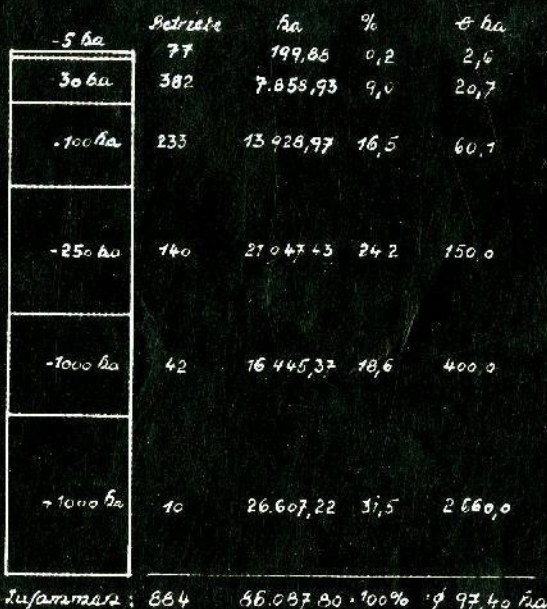 Betriebe ha % ⌀ ha
-5 ha 77 199,88 0,2 2,6
30 ha 382 7.858,93 9,0 20,7
-100 ha 233 13 928,97 16,5 60,1
-250 ha 140 21 047 43 24 2 150,0
-1000 ha 42 16 445,37 18,6 400,0
+1000 ha 10 26.607,22 31,5 2 660,0
Zusammen: 884 86.087 80 · 100% ⌀ 97 40 ha